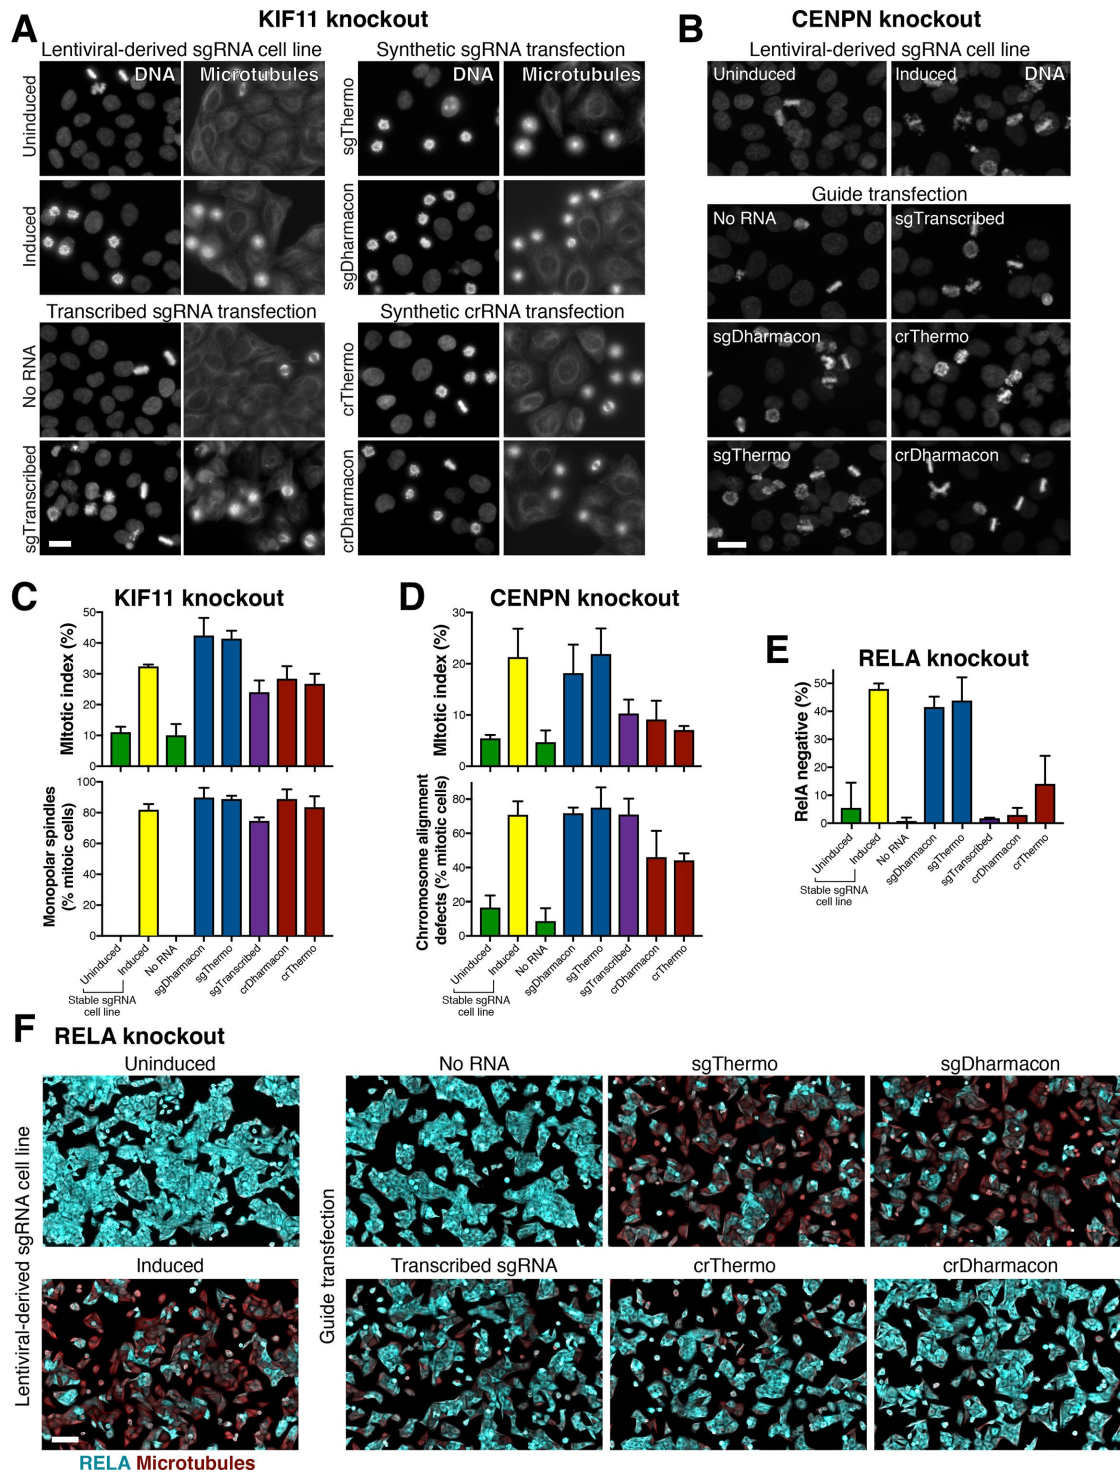 A
KIF11 knockout
Lentiviral-derived sgRNA cell line
Synthetic sgRNA transfection
Uninduced
DNA
Microtubules
sgThermo
DNA
Microtubules
Induced
sgDharmacon
Transcribed sgRNA transfection
Synthetic crRNA transfection
No RNA
crThermo
sgTranscribed
crDharmacon
B
CENPN knockout
Lentiviral-derived sgRNA cell line
Uninduced
Induced
DNA
Guide transfection
No RNA
sgTranscribed
sgDharmacon
crThermo
sgThermo
crDharmacon
C
KIF11 knockout
MItotic index (%)
50
40
30
20
10
0
Monopolar spindles
(% mitoic cells)
100
80
60
40
20
0
Uninduced
Induced
No RNA
sgDharmacon
sgThermo
sgTranscribed
crDharmacon
crThermo
Stable sgRNA
cell line
D
CENPN knockout
MItotic index (%)
30
20
10
0
Chrromosome alignment
defects (% mitotic cells)
80
60
40
20
0
Uninduced
Induced
No RNA
sgDharmacon
sgThermo
sgTranscribed
crDharmacon
crThermo
Stable sgRNA
cell line
E
RELA knockout
RelA negative (%)
50
40
30
20
10
0
Uninduced
Induced
No RNA
sgDharmacon
sgThermo
sgTranscribed
crDharmacon
crThermo
Stable sgRNA
cell line
F
RELA knockout
Lentiviral-derived sgRNA cell line
Uninduced
Induced
RELA Microtubules
Guide transfection
No RNA
sgThermo
sgDharmacon
Transcribed sgRNA
crThermo
crDharmacon